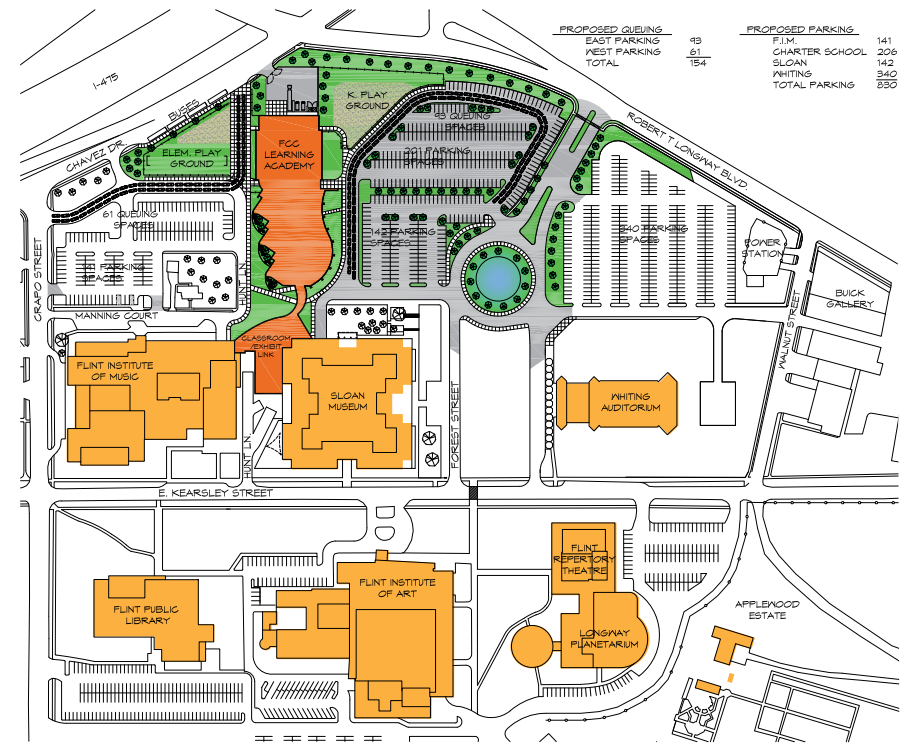 PROPOSED QUEUING
EAST PARKING 93
WEST PARKING 61
TOTAL 154
PROPOSED PARKING
F.I.M. 141
CHARTER SCHOOL 206
SLOAN 142
WHITING 340
TOTAL PARKING 830
I-475
BUSES
CHAVEZ DR.
ROBERT T. LONGWAY BLVD.
K. PLAY
GROUND
93 QUEUING
SPACES
FCC
LEARNING
ACADEMY
ELEM. PLAY
GROUND
201 PARKING
SPACES
61 QUEUING
SPACES
142 PARKING
SPACES
340 PARKING
SPACES
POWER
STATION
141 PARKING
SPACES
HUNT LN
CRAPO STREET
MANNING COURT
BUICK
GALLERY
WALNUT STREET
CLASSROOM
/EXHIBIT
LINK
FLINT INSTITUTE
OF MUSIC
SLOAN
MUSEUM
WHITING
AUDITORIUM
FOREST STREET
HUNT LN
E. KEARSLEY STREET
FLINT
REPERTORY
THEATRE
FLINT INSTITUTE
OF ART
FLINT PUBLIC
LIBRARY
LONGWAY
PLANETARIUM
APPLEWOOD
ESTATE